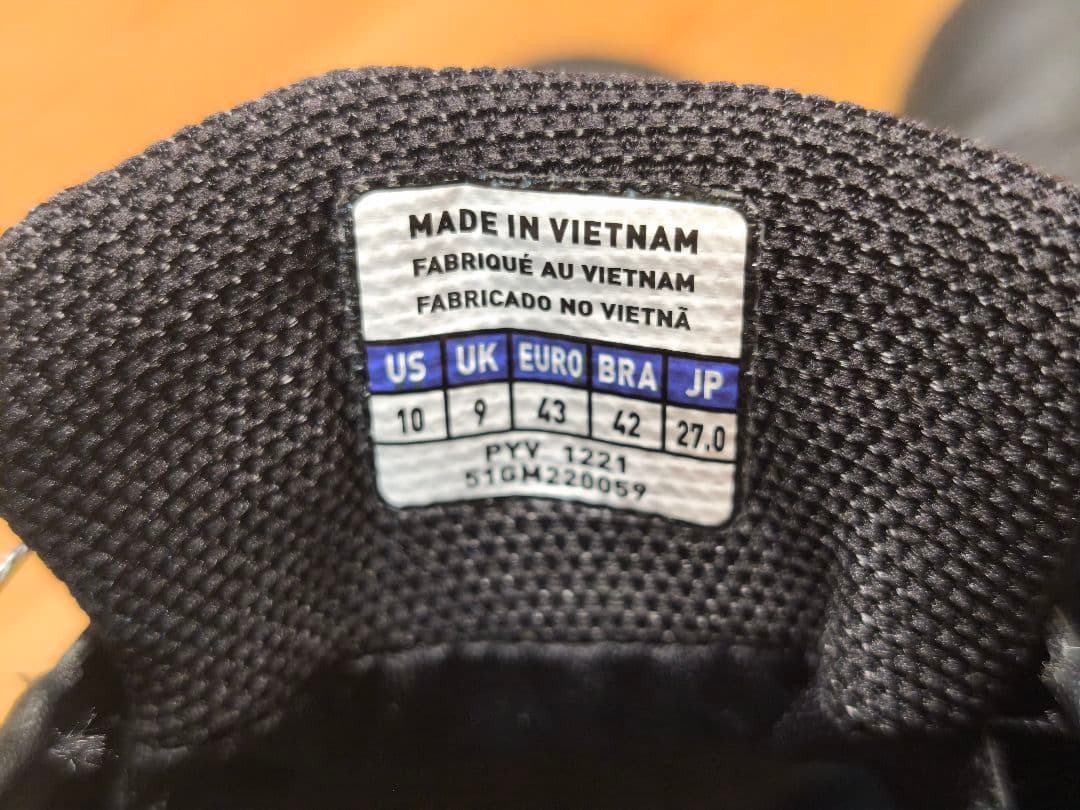 MADE IN VIETNAM
FABRIQUÉ AU VIETNAM
FABRICADO NO VIETNÃ
US UK EURO BRA JP
10 9 43 42 27.0
PYV 1221
51GM220059